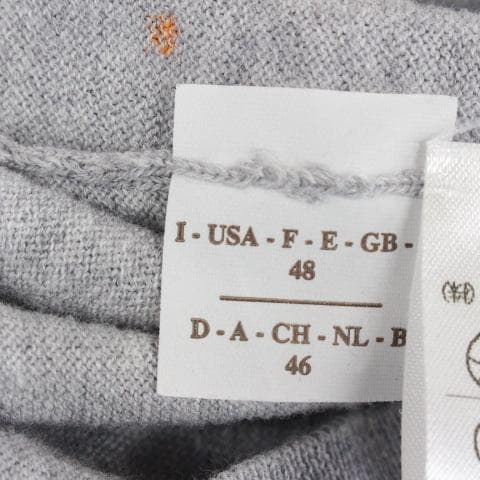 I - USA - F - E - GB -
48
D - A - CH - NL - B
46